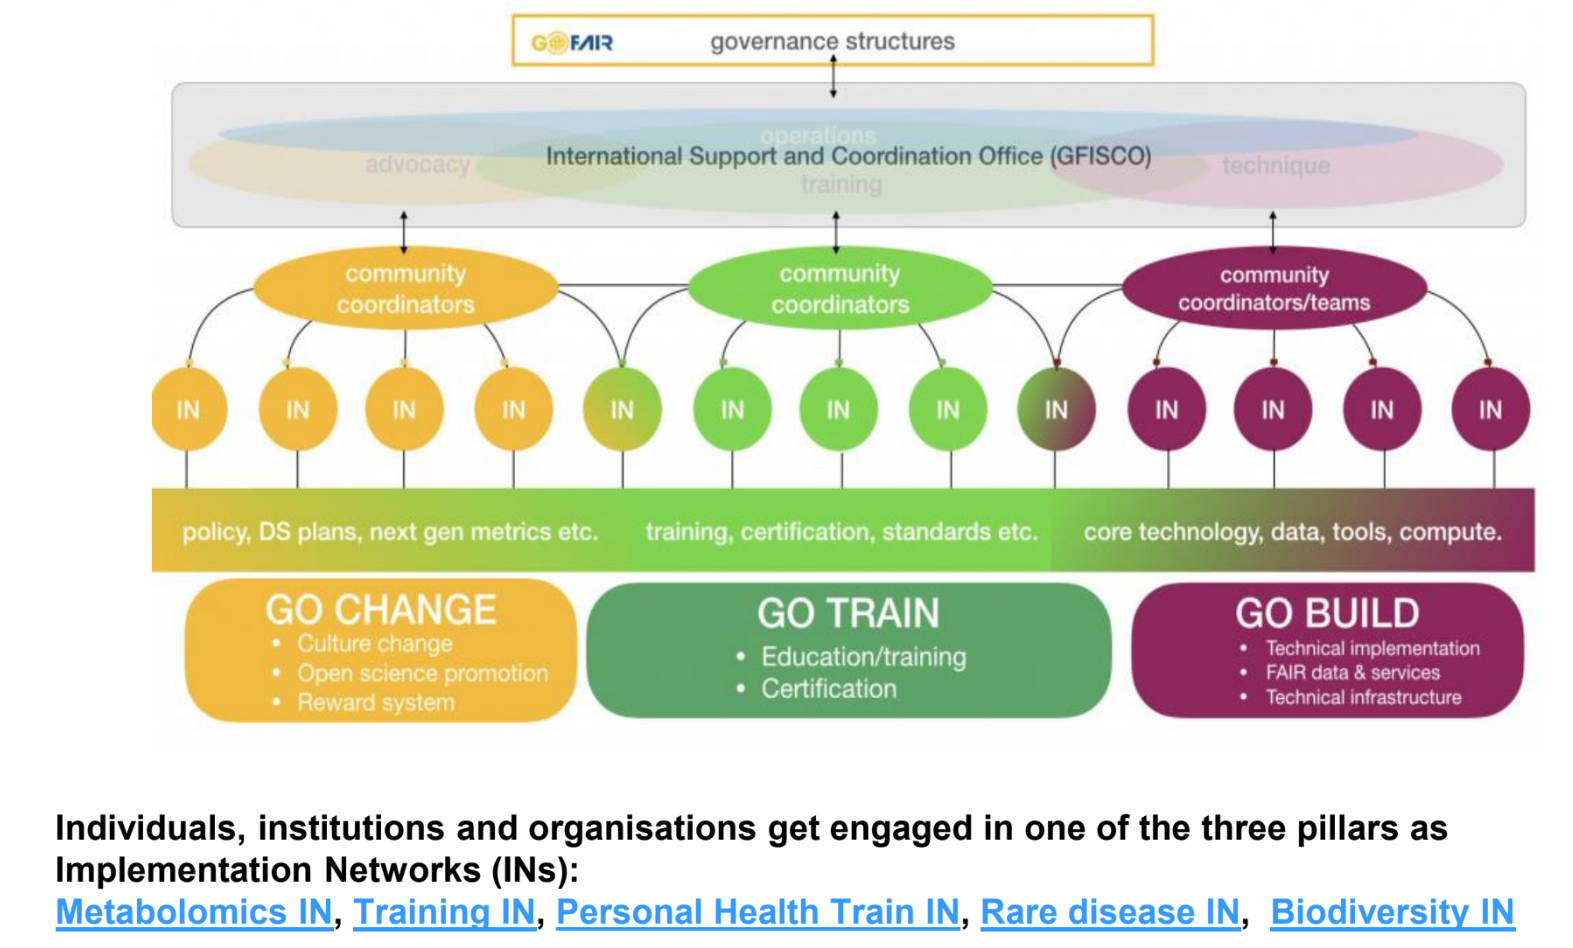 GOFAIR governance structures
operations
International Support and Coordination Office (GFISCO)
advocacy
technique
training
community
coordinators
community
coordinators
community
coordinators/teams
IN IN IN IN IN IN IN IN IN IN IN IN IN
policy, DS plans, next gen metrics etc. training, certification, standards etc. core technology, data, tools, compute.
GO CHANGE
• Culture change
• Open science promotion
• Reward system
GO TRAIN
• Education/training
• Certification
GO BUILD
• Technical implementation
• FAIR data & services
• Technical infrastructure
Individuals, institutions and organisations get engaged in one of the three pillars as
Implementation Networks (INs):
Metabolomics IN, Training IN, Personal Health Train IN, Rare disease IN, Biodiversity IN